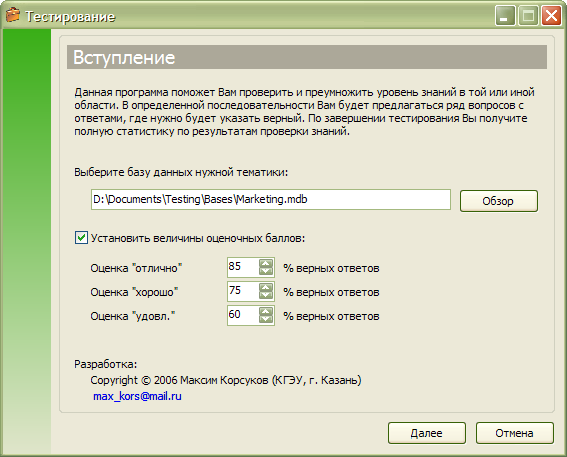 Тестирование
Вступление
Данная программа поможет Вам проверить и преумножить уровень знаний в той или иной
области. В определенной последовательности Вам будет предлагаться ряд вопросов с
ответами, где нужно будет указать верный. По завершении тестирования Вы получите
полную статистику по результатам проверки знаний.
Выберите базу данных нужной тематики:
D:\Documents\Testing\Bases\Marketing.mdb Обзор
Установить величины оценочных баллов:
Оценка "отлично" 85 % верных ответов
Оценка "хорошо" 75 % верных ответов
Оценка "удовл." 60 % верных ответов
Разработка:
Copyright © 2006 Максим Корсуков (КГЭУ, г. Казань)
max_kors@mail.ru
Далее Отмена